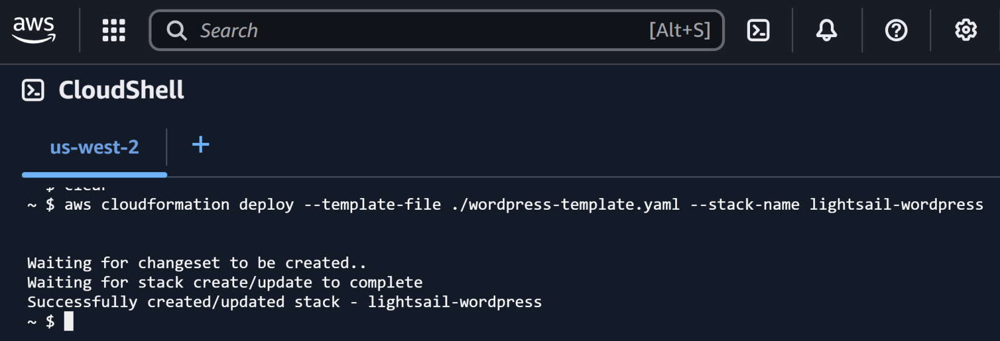 aws
Search [Alt+S]
CloudShell
us-west-2 +
$ clear
~ $ aws cloudformation deploy --template-file ./wordpress-template.yaml --stack-name lightsail-wordpress
Waiting for changeset to be created..
Waiting for stack create/update to complete
Successfully created/updated stack - lightsail-wordpress
~ $